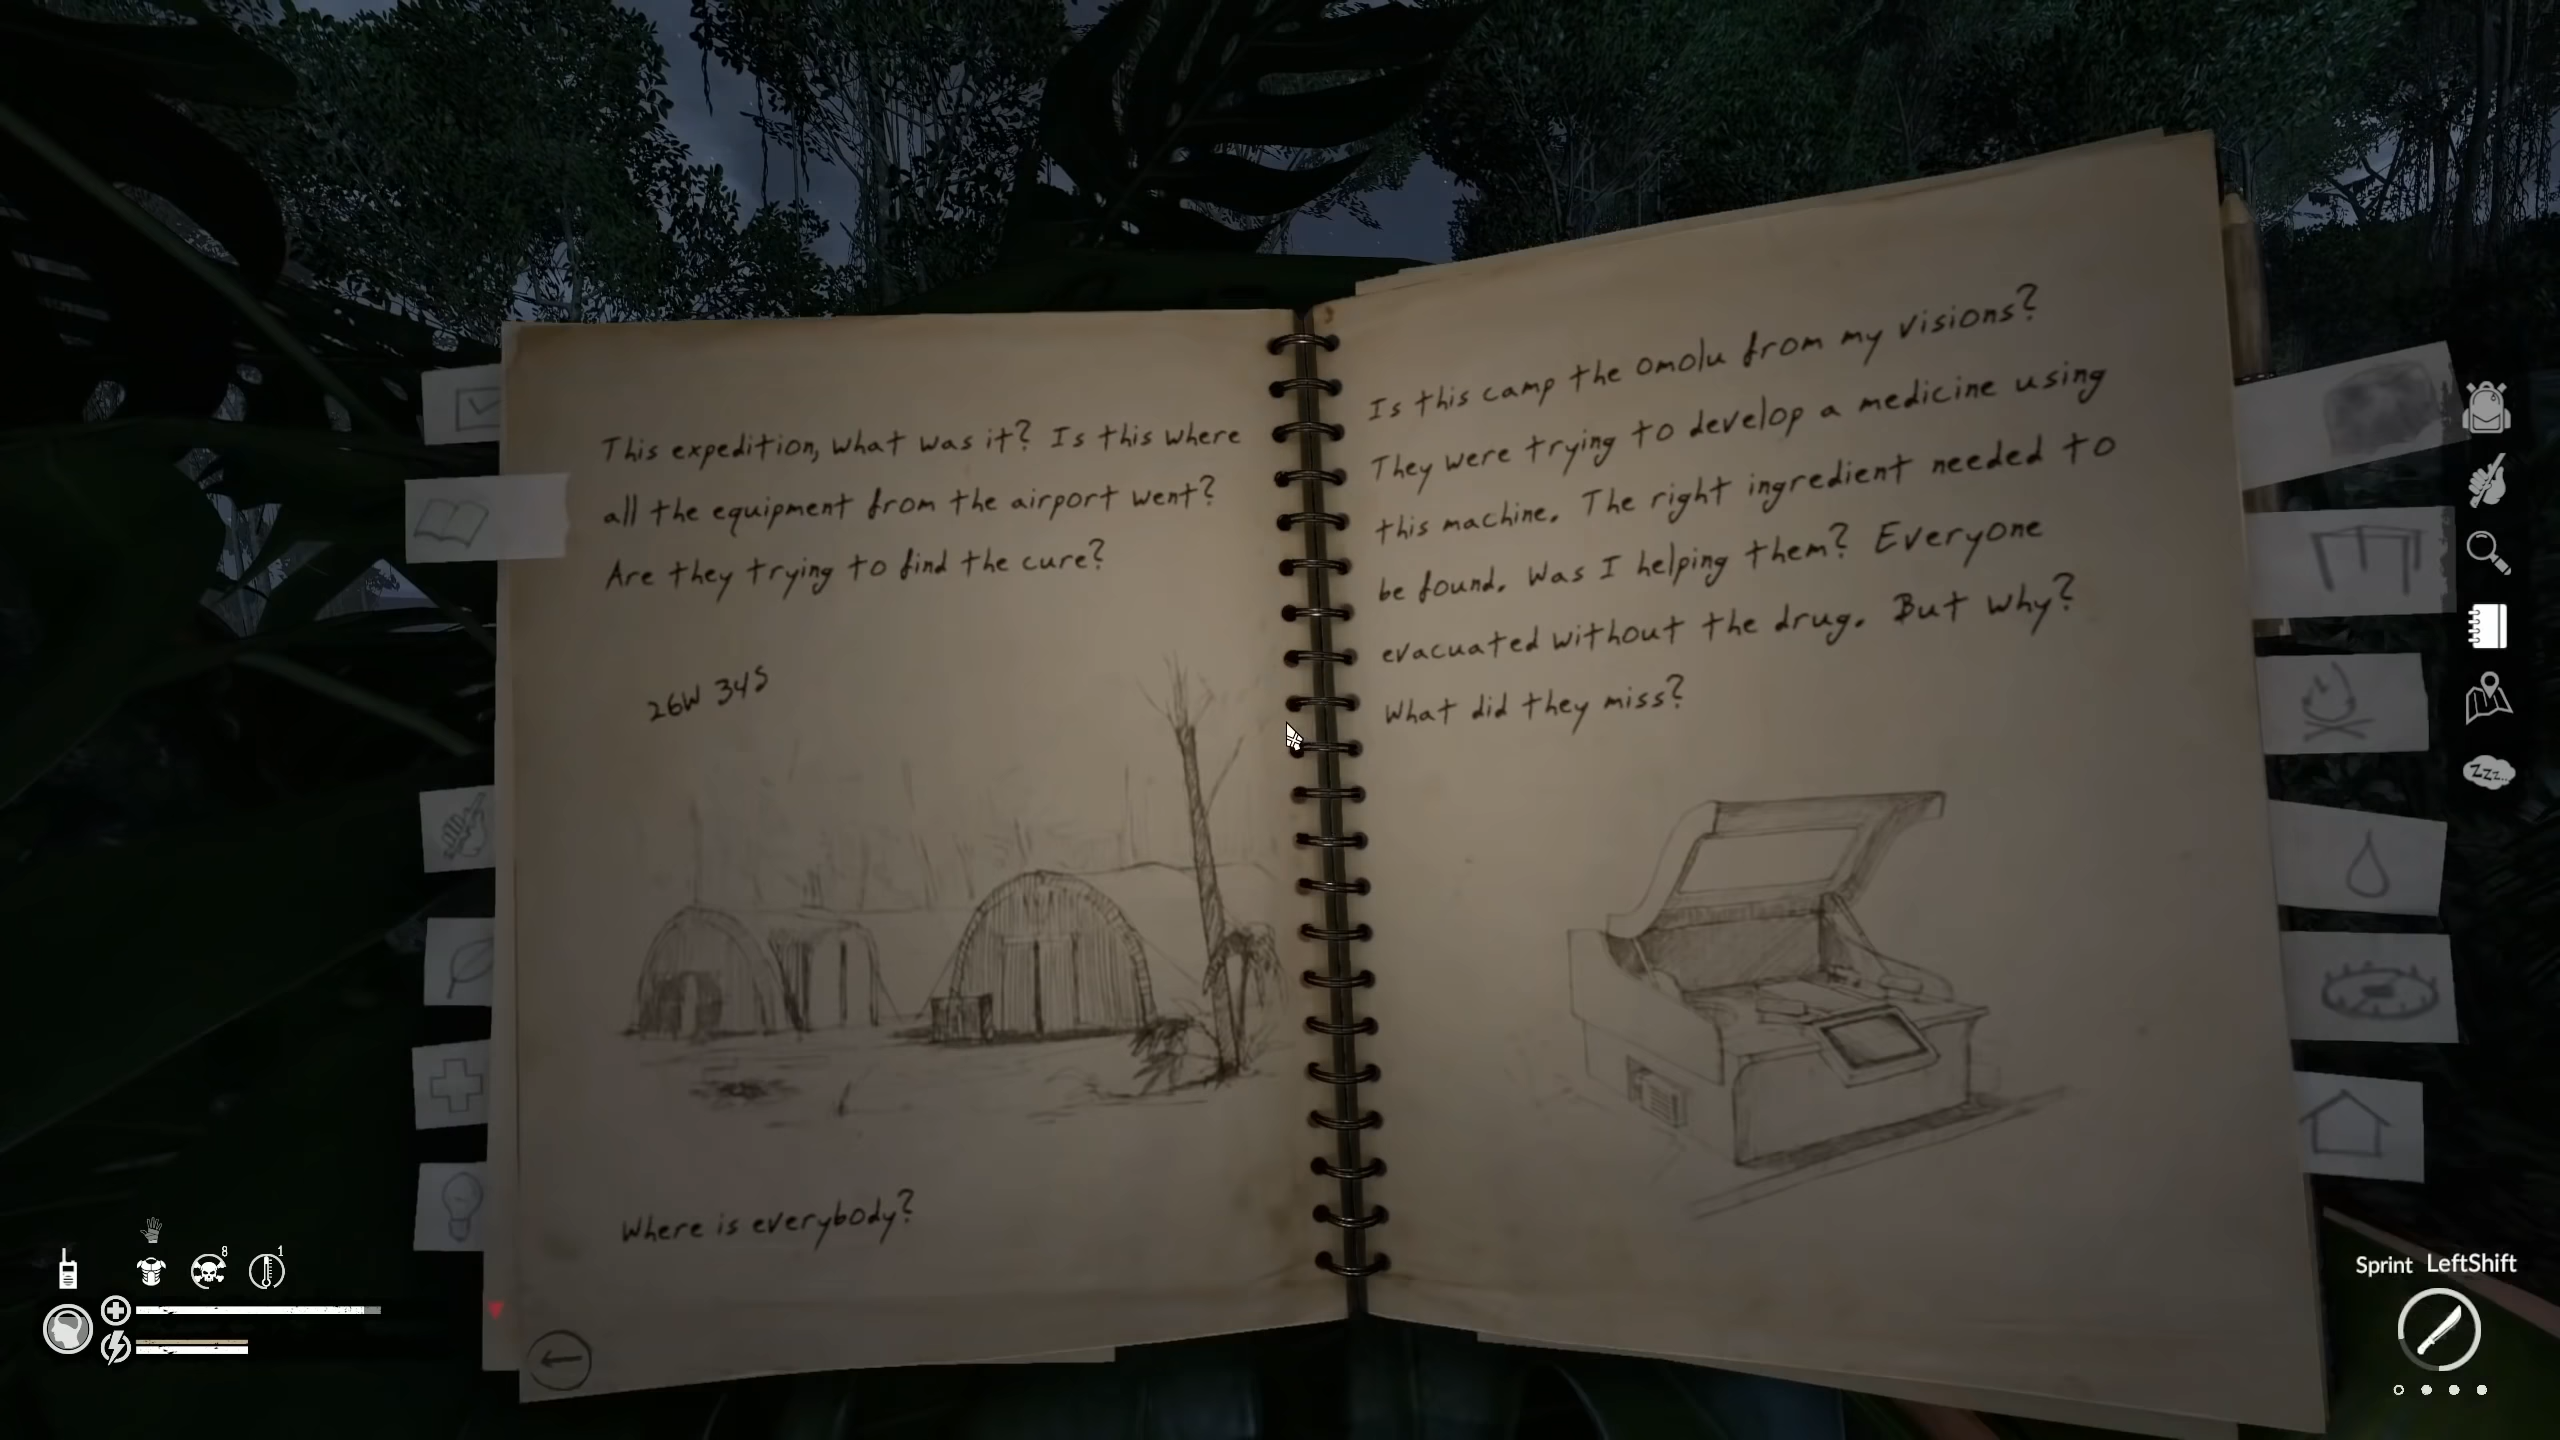 This expedition, what was it? Is this where
all the equipment from the airport went?
Are they trying to find the cure?
26W 34S
Where is everybody?
Is this camp the omolu from my visions?
They were trying to develop a medicine using
this machine. The right ingredient needed to
be found. Was I helping them? Everyone
evacuated without the drug. But why?
What did they miss?
Zzz...
8
1
Sprint LeftShift